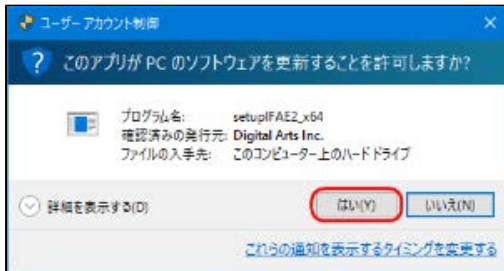 ユーザー アカウント制御
このアプリが PC のソフトウェアを更新することを許可しますか?
プログラム名: setupIFAE2_x64
確認済みの発行元: Digital Arts Inc.
ファイルの入手先: このコンピューター上のハード ドライブ
詳細を表示する(D)
はい(Y)
いいえ(N)
これらの通知を表示するタイミングを変更する